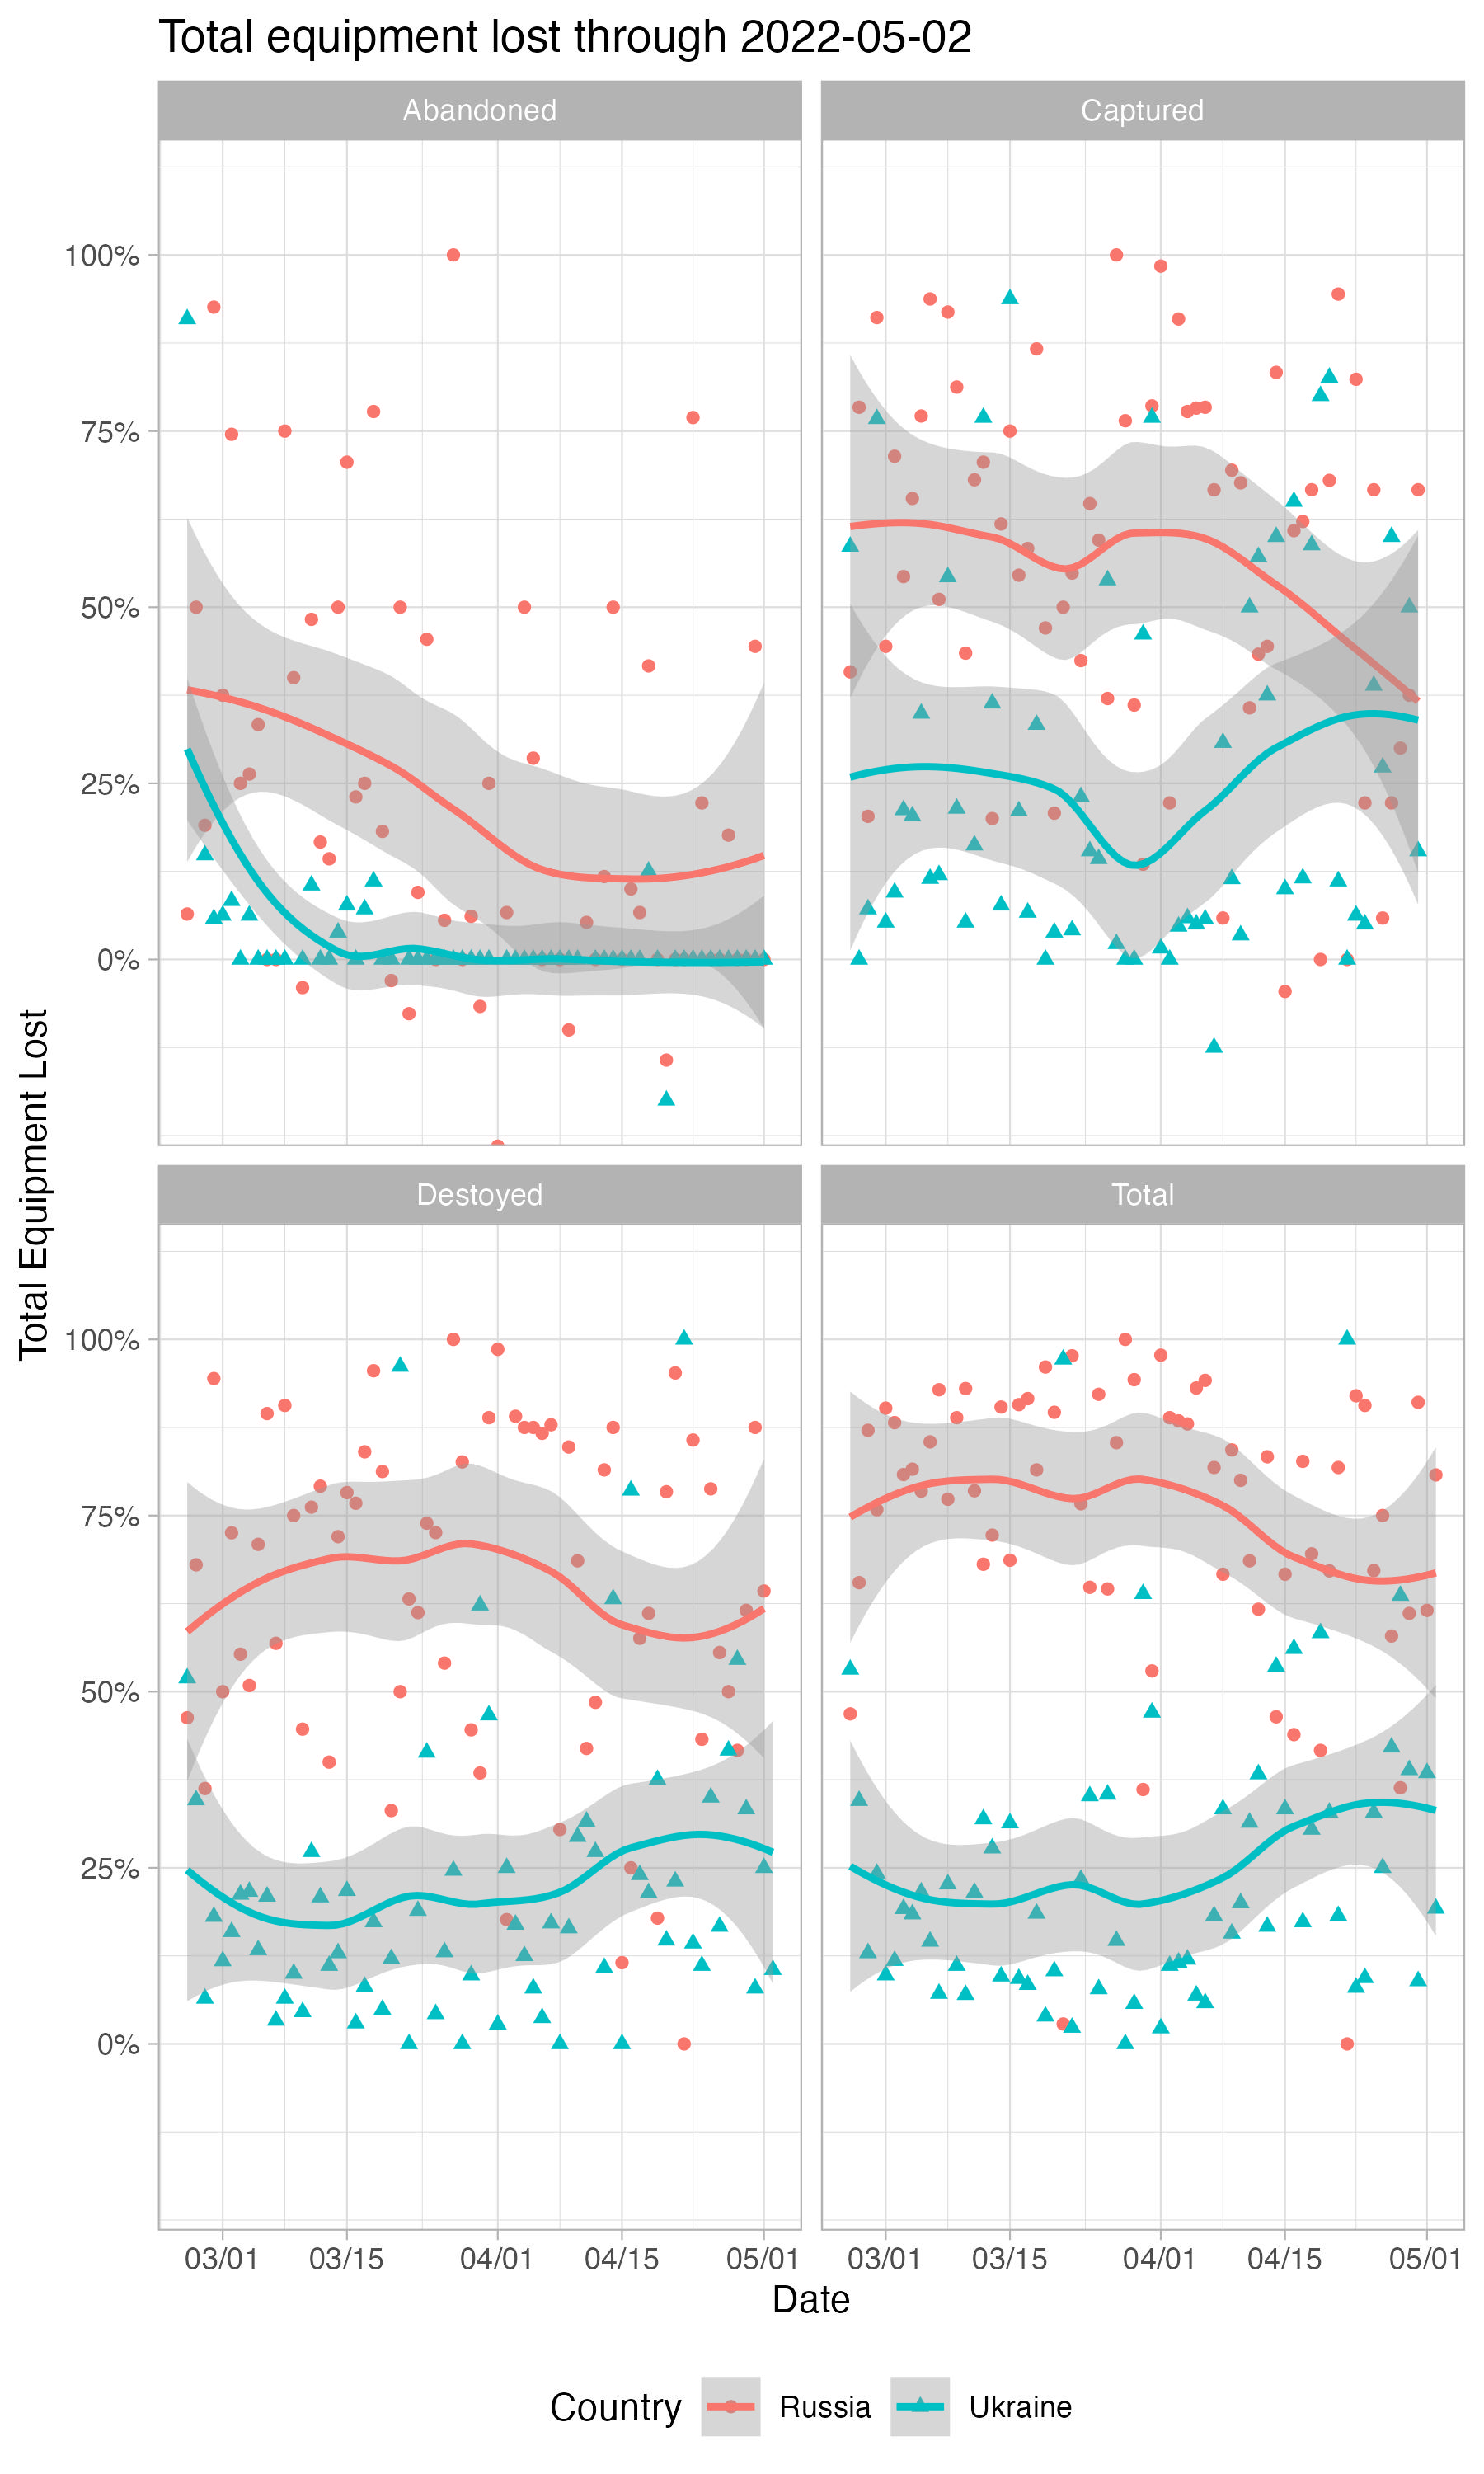 Total equipment lost through 2022-05-02
Abandoned
Captured
100%
75%
50%
25%
0%
Total Equipment Lost
Destoyed
Total
100%
75%
50%
25%
0%
03/01 03/15 04/01 04/15 05/01
03/01 03/15 04/01 04/15 05/01
Date
Country Russia Ukraine